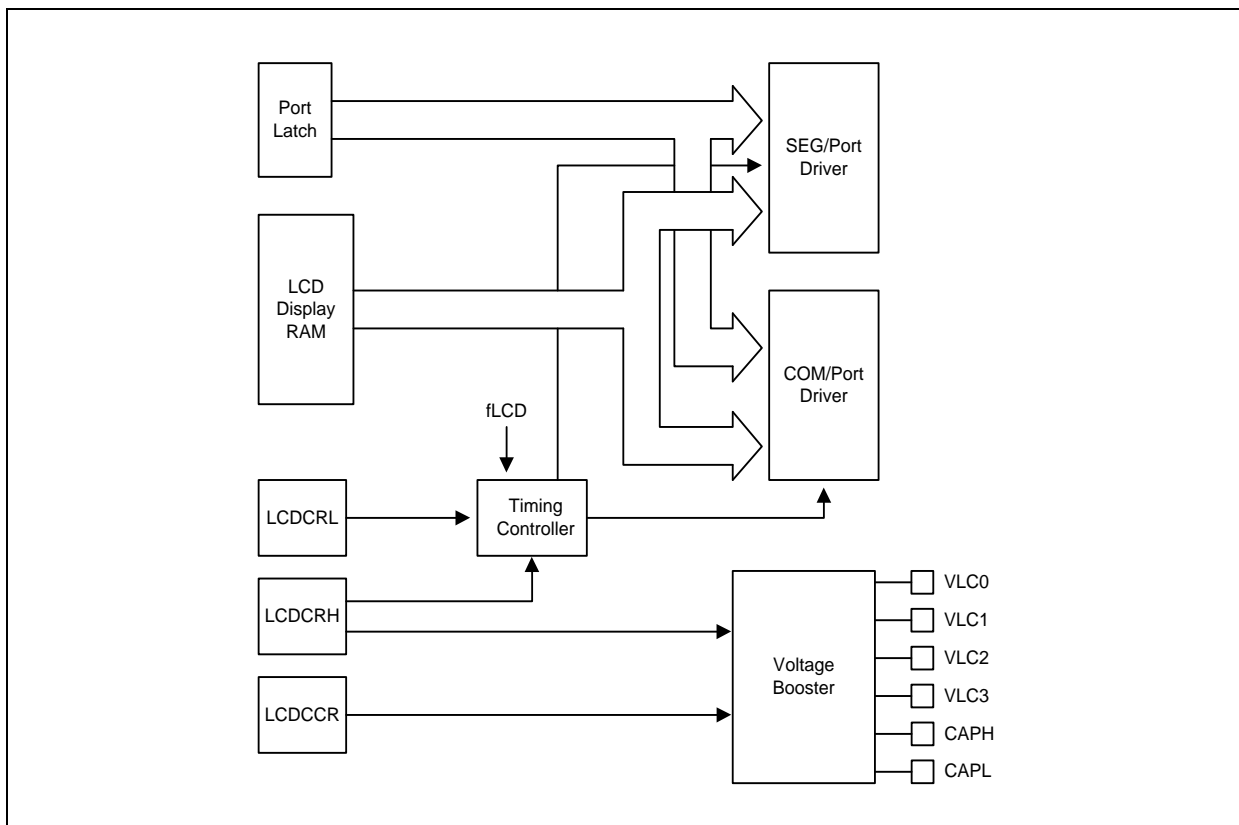 Port
Latch
SEG/Port
Driver
LCD
Display
RAM
COM/Port
Driver
fLCD
LCDCRL
Timing
Controller
LCDCRH
LCDCCR
Voltage
Booster
VLC0
VLC1
VLC2
VLC3
CAPH
CAPL